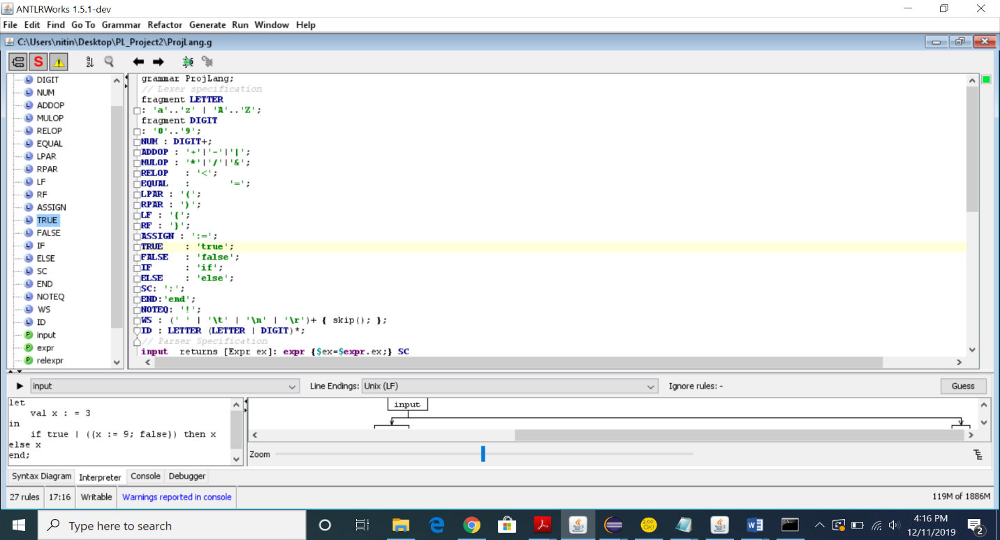 ANTLRWorks 1.5.1-dev
File Edit Find Go To Grammar Refactor Generate Run Window Help
C:\Users\nitin\Desktop\PL_Project2\ProjLang.g
DIGIT
NUM
ADDOP
MULOP
RELOP
EQUAL
LPAR
RPAR
LF
RF
ASSIGN
TRUE
FALSE
IF
ELSE
SC
END
NOTEQ
WS
ID
input
expr
relexpr
grammar ProjLang;
// Lexer specification
fragment LETTER
: 'a'..'z' | 'A'..'Z';
fragment DIGIT
: '0'..'9';
NUM : DIGIT+;
ADDOP : '+'|'-'|'|';
MULOP : '*'|'/'|'&';
RELOP : '<';
EQUAL : '=';
LPAR : '(';
RPAR : ')';
LF : '{';
RF : '}';
ASSIGN : ':=';
TRUE : 'true';
FALSE : 'false';
IF : 'if';
ELSE : 'else';
SC: ';';
END:'end';
NOTEQ: '!';
WS : (' ' | '\t' | '\n' | '\r')+ { skip(); };
ID : LETTER (LETTER | DIGIT)*;
// Parser Specification
input returns [Expr ex]: expr {$ex=$expr.ex;} SC
input
Line Endings: Unix (LF)
Ignore rules: -
Guess
let
val x : = 3
in
if true | ({x := 9; false}) then x
else x
end;
input
Zoom
Syntax Diagram Interpreter Console Debugger
27 rules 17:16 Writable Warnings reported in console 119M of 1886M
Type here to search
4:16 PM
12/11/2019
2